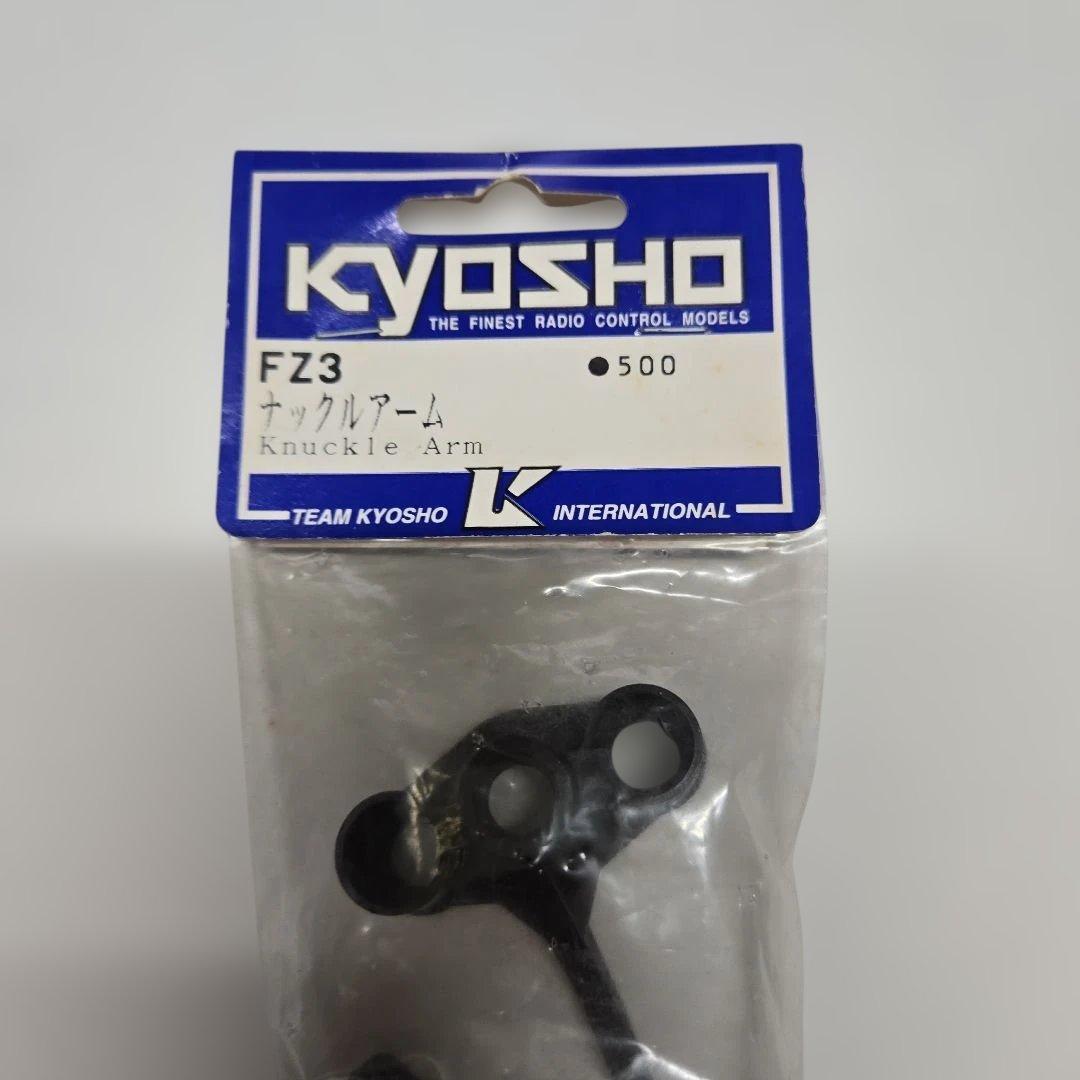 KYOSHO
THE FINEST RADIO CONTROL MODELS
FZ3 ●500
ナックルアーム
Knuckle Arm
TEAM KYOSHO K INTERNATIONAL